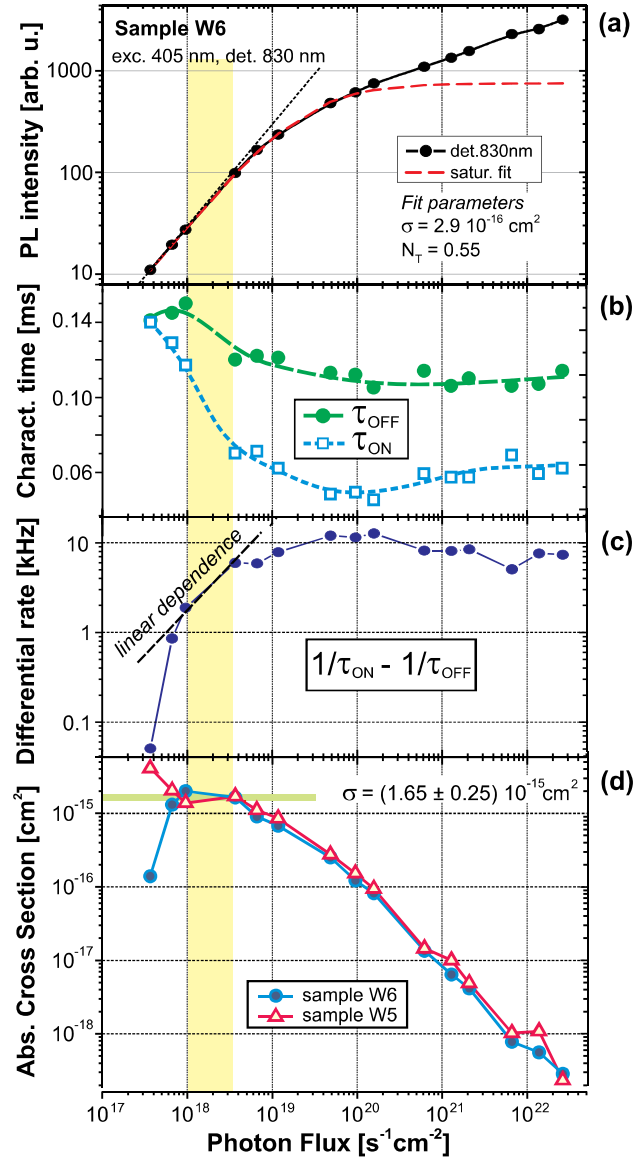 (a)
Sample W6
exc. 405 nm, det. 830 nm
PL intensity [arb. u.]
1000
100
10
det.830nm
satur. fit
Fit parameters
σ = 2.9 10⁻¹⁶ cm²
N_T = 0.55
(b)
Charact. time [ms]
0.14
0.10
0.06
τ_OFF
τ_ON
(c)
Differential rate [kHz]
10
1
0.1
linear dependence
1/τ_ON - 1/τ_OFF
(d)
Abs. Cross Section [cm²]
10⁻¹⁵
10⁻¹⁶
10⁻¹⁷
10⁻¹⁸
σ = (1.65 ± 0.25) 10⁻¹⁵cm²
sample W6
sample W5
10¹⁷ 10¹⁸ 10¹⁹ 10²⁰ 10²¹ 10²²
Photon Flux [s⁻¹cm⁻²]